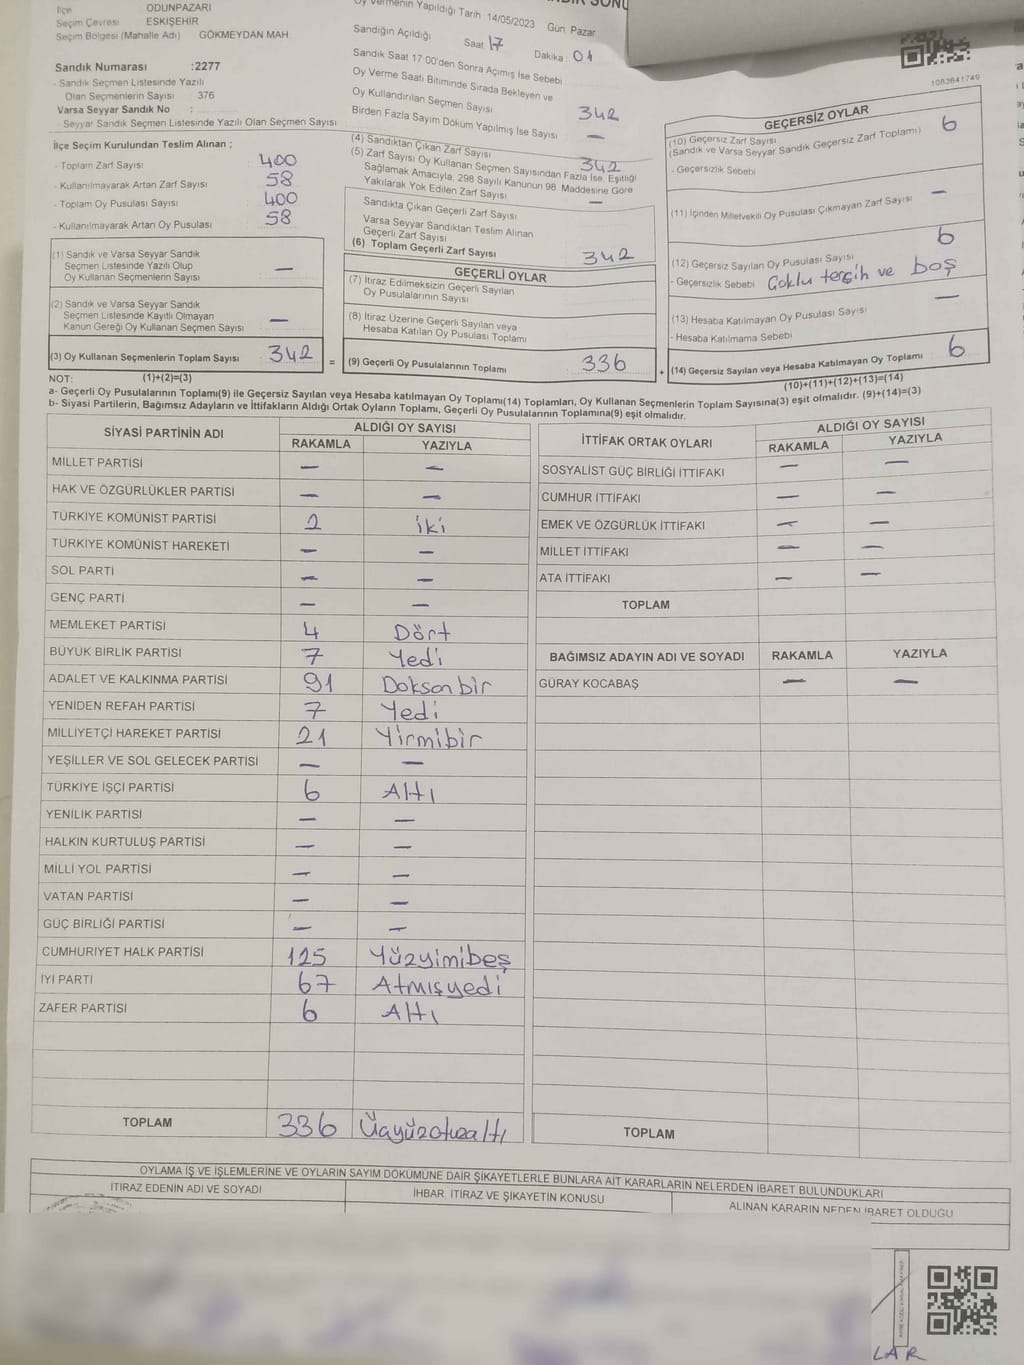 İlçe ODUNPAZARI
Seçim Çevresi ESKİŞEHİR
Seçim Bölgesi (Mahalle Adı) GÖKMEYDAN MAH.
Sandık Numarası :2277
- Sandık Seçmen Listesinde Yazılı
Olan Seçmenlerin Sayısı 376
Varsa Seyyar Sandık No :
- Seyyar Sandık Seçmen Listesinde Yazılı Olan Seçmen Sayısı
Oy Vermenin Yapıldığı Tarih 14/05/2023 Gün Pazar
Sandığın Açıldığı Saat 17 Dakika 01
Sandık Saat 17 00'den Sonra Açımış İse Sebebi
Oy Verme Saati Bitiminde Sırada Bekleyen ve
Oy Kullandırılan Seçmen Sayısı 342
Birden Fazla Sayım Döküm Yapılmış İse Sayısı —
İlçe Seçim Kurulundan Teslim Alınan ;
- Toplam Zarf Sayısı 400
- Kullanılmayarak Artan Zarf Sayısı 58
- Toplam Oy Pusulası Sayısı 400
- Kullanılmayarak Artan Oy Pusulası 58
(1) Sandık ve Varsa Seyyar Sandık
Seçmen Listesinde Yazılı Olup
Oy Kullanan Seçmenlerin Sayısı —
(2) Sandık ve Varsa Seyyar Sandık
Seçmen Listesinde Kayıtlı Olmayan
Kanun Gereği Oy Kullanan Seçmen Sayısı —
(3) Oy Kullanan Seçmenlerin Toplam Sayısı 342 =
(1)+(2)=(3)
(4) Sandıktan Çıkan Zarf Sayısı 342
(5) Zarf Sayısı Oy Kullanan Seçmen Sayısından Fazla İse, Eşitliği
Sağlamak Amacıyla, 298 Sayılı Kanunun 98. Maddesine Göre
Yakılarak Yok Edilen Zarf Sayısı —
Sandıkta Çıkan Geçerli Zarf Sayısı
Varsa Seyyar Sandıktan Teslim Alınan
Geçerli Zarf Sayısı
(6) Toplam Geçerli Zarf Sayısı 342
GEÇERLİ OYLAR
(7) İtiraz Edilmeksizin Geçerli Sayılan
Oy Pusulalarının Sayısı
(8) İtiraz Üzerine Geçerli Sayılan veya
Hesaba Katılan Oy Pusulası Toplamı
(9) Geçerli Oy Pusulalarının Toplamı 336 +
1083641749
GEÇERSİZ OYLAR
(10) Geçersiz Zarf Sayısı 6
(Sandık ve Varsa Seyyar Sandık Geçersiz Zarf Toplamı)
- Geçersizlik Sebebi
(11) İçinden Milletvekili Oy Pusulası Çıkmayan Zarf Sayısı —
(12) Geçersiz Sayılan Oy Pusulası Sayısı 6
- Geçersizlik Sebebi Çoklu tercih ve boş
(13) Hesaba Katılmayan Oy Pusulası Sayısı —
- Hesaba Katılmama Sebebi
(14) Geçersiz Sayılan veya Hesaba Katılmayan Oy Toplamı 6
(10)+(11)+(12)+(13)=(14)
NOT:
a- Geçerli Oy Pusulalarının Toplamı(9) ile Geçersiz Sayılan veya Hesaba katılmayan Oy Toplamı(14) Toplamları, Oy Kullanan Seçmenlerin Toplam Sayısına(3) eşit olmalıdır. (9)+(14)=(3)
b- Siyasi Partilerin, Bağımsız Adayların ve İttifakların Aldığı Ortak Oyların Toplamı, Geçerli Oy Pusulalarının Toplamına(9) eşit olmalıdır.
SİYASİ PARTİNİN ADI ALDIĞI OY SAYISI
RAKAMLA YAZIYLA
MİLLET PARTİSİ — —
HAK VE ÖZGÜRLÜKLER PARTİSİ — —
TÜRKİYE KOMÜNİST PARTİSİ 2 iki
TÜRKİYE KOMÜNİST HAREKETİ — —
SOL PARTİ — —
GENÇ PARTİ — —
MEMLEKET PARTİSİ 4 Dört
BÜYÜK BİRLİK PARTİSİ 7 Yedi
ADALET VE KALKINMA PARTİSİ 91 Doksan bir
YENİDEN REFAH PARTİSİ 7 Yedi
MİLLİYETÇİ HAREKET PARTİSİ 21 Yirmibir
YEŞİLLER VE SOL GELECEK PARTİSİ — —
TÜRKİYE İŞÇİ PARTİSİ 6 Altı
YENİLİK PARTİSİ — —
HALKIN KURTULUŞ PARTİSİ — —
MİLLİ YOL PARTİSİ — —
VATAN PARTİSİ — —
GÜÇ BİRLİĞİ PARTİSİ — —
CUMHURİYET HALK PARTİSİ 125 Yüzyimibeş
İYİ PARTİ 67 Atmışyedi
ZAFER PARTİSİ 6 Altı
TOPLAM 336
İTTİFAK ORTAK OYLARI ALDIĞI OY SAYISI
RAKAMLA YAZIYLA
SOSYALİST GÜÇ BİRLİĞİ İTTİFAKI — —
CUMHUR İTTİFAKI — —
EMEK VE ÖZGÜRLÜK İTTİFAKI — —
MİLLET İTTİFAKI — —
ATA İTTİFAKI — —
TOPLAM
BAĞIMSIZ ADAYIN ADI VE SOYADI RAKAMLA YAZIYLA
GÜRAY KOCABAŞ — —
TOPLAM
OYLAMA İŞ VE İŞLEMLERİNE VE OYLARIN SAYIM DÖKÜMÜNE DAİR ŞİKAYETLERLE BUNLARA AİT KARARLARIN NELERDEN İBARET BULUNDUKLARI
İTİRAZ EDENİN ADI VE SOYADI
İHBAR, İTİRAZ VE ŞİKAYETİN KONUSU
ALINAN KARARIN NEDEN İBARET OLDUĞU
LAR